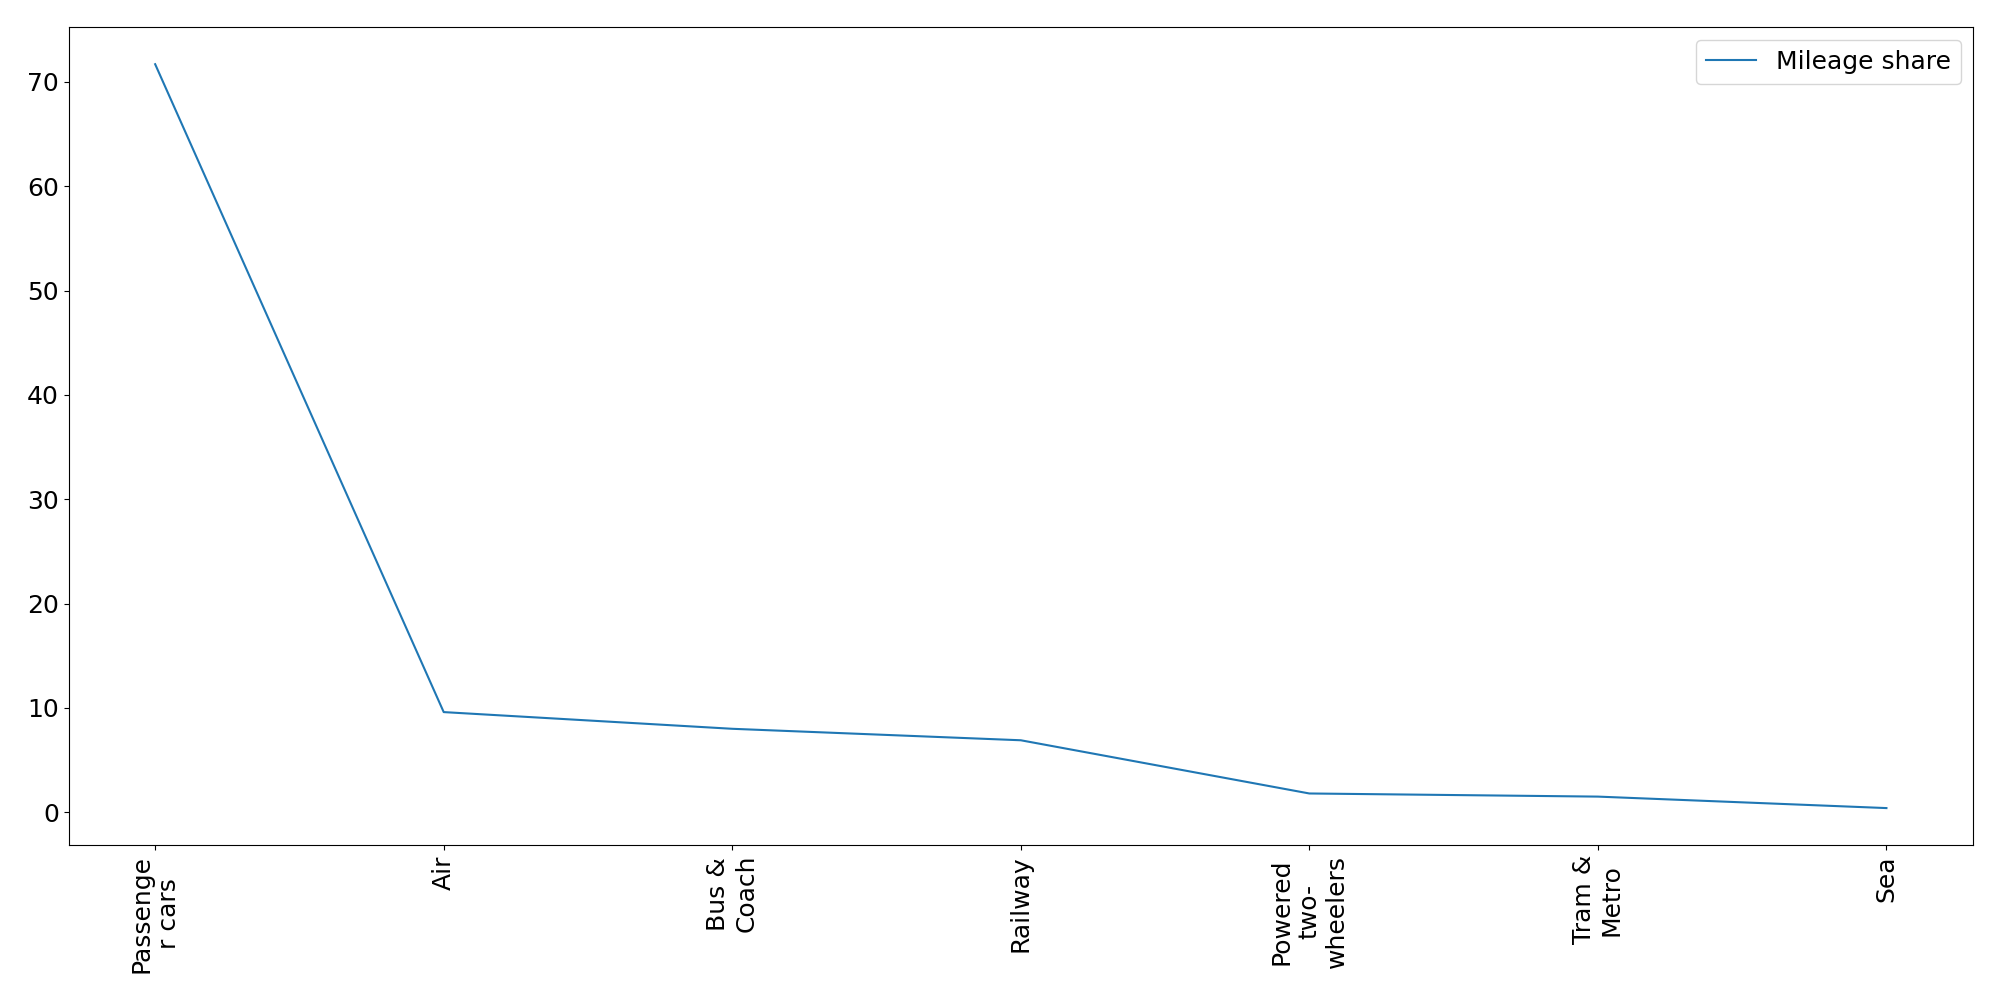 Mileage share
70
60
50
40
30
20
10
0
Passenge
r cars
Air
Bus &
Coach
Railway
Powered
two-
wheelers
Tram &
Metro
Sea